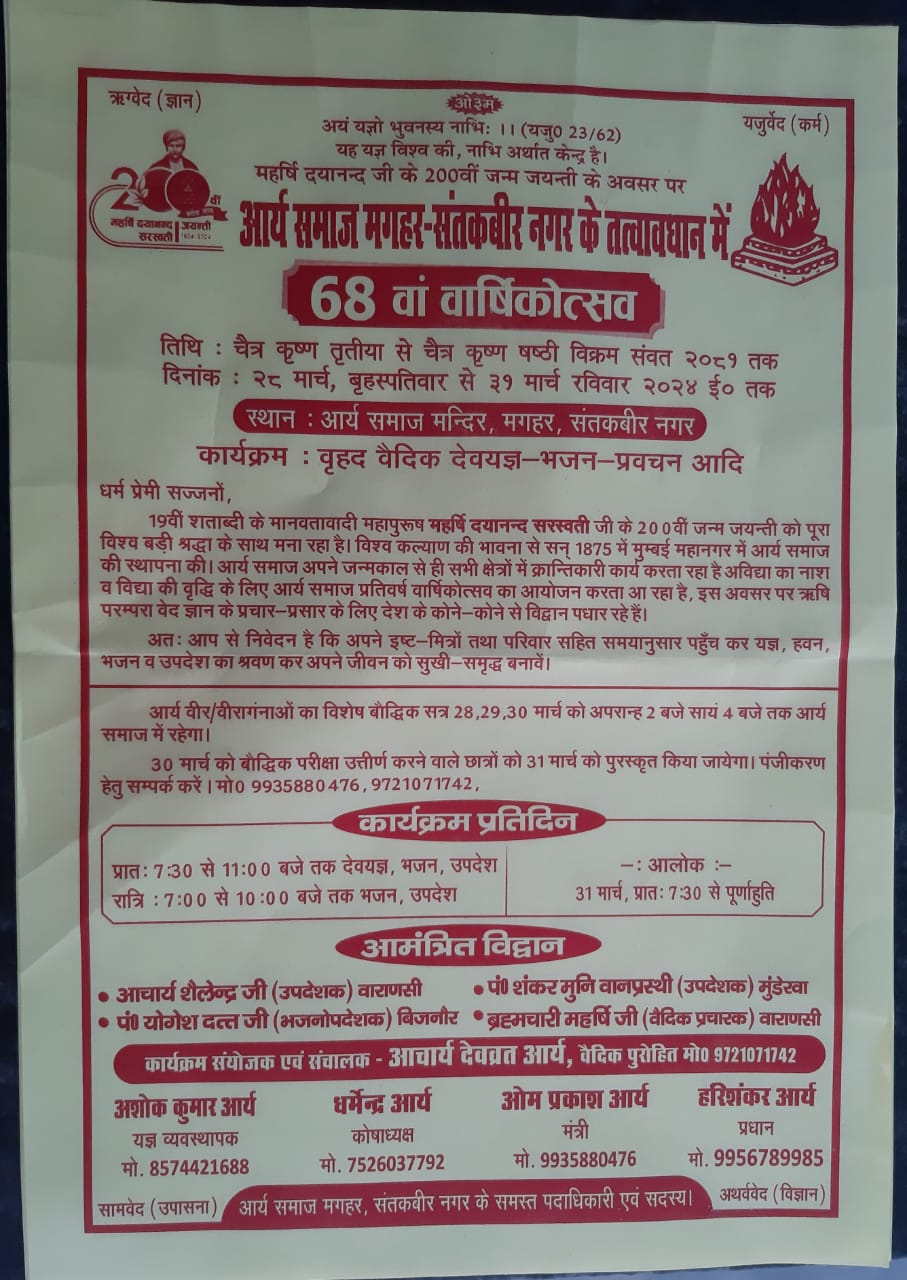 ऋग्वेद (ज्ञान)
ओ३म्
यजुर्वेद (कर्म)
अयं यज्ञो भुवनस्य नाभि: ।। (यजु0 23/62)
यह यज्ञ विश्व की, नाभि अर्थात केन्द्र है।
महर्षि दयानन्द जी के 200वीं जन्म जयन्ती के अवसर पर
200वीं
महर्षि दयानन्द सरस्वती
जयन्ती
1824-2024
आर्य समाज मगहर-संतकबीर नगर के तत्वावधान में
68 वां वार्षिकोत्सव
तिथि : चैत्र कृष्ण तृतीया से चैत्र कृष्ण षष्ठी विक्रम संवत २०८१ तक
दिनांक : २८ मार्च, बृहस्पतिवार से ३१ मार्च रविवार २०२४ ई० तक
स्थान : आर्य समाज मन्दिर, मगहर, संतकबीर नगर
कार्यक्रम : वृहद वैदिक देवयज्ञ–भजन–प्रवचन आदि
धर्म प्रेमी सज्जनों,
19वीं शताब्दी के मानवतावादी महापुरूष महर्षि दयानन्द सरस्वती जी के 200वीं जन्म जयन्ती को पूरा
विश्व बड़ी श्रद्धा के साथ मना रहा है। विश्व कल्याण की भावना से सन् 1875 में मुम्बई महानगर में आर्य समाज
की स्थापना की। आर्य समाज अपने जन्मकाल से ही सभी क्षेत्रों में क्रान्तिकारी कार्य करता रहा है अविद्या का नाश
व विद्या की वृद्धि के लिए आर्य समाज प्रतिवर्ष वार्षिकोत्सव का आयोजन करता आ रहा है, इस अवसर पर ऋषि
परम्परा वेद ज्ञान के प्रचार–प्रसार के लिए देश के कोने–कोने से विद्वान पधार रहे हैं।
अत: आप से निवेदन है कि अपने इष्ट–मित्रों तथा परिवार सहित समयानुसार पहुँच कर यज्ञ, हवन,
भजन व उपदेश का श्रवण कर अपने जीवन को सुखी–समृद्ध बनावें।
आर्य वीर/वीरागंनाओं का विशेष बौद्धिक सत्र 28,29,30 मार्च को अपरान्ह 2 बजे सायं 4 बजे तक आर्य
समाज में रहेगा।
30 मार्च को बौद्धिक परीक्षा उत्तीर्ण करने वाले छात्रों को 31 मार्च को पुरस्कृत किया जायेगा। पंजीकरण
हेतु सम्पर्क करें। मो0 9935880476, 9721071742,
कार्यक्रम प्रतिदिन
प्रात: 7:30 से 11:00 बजे तक देवयज्ञ, भजन, उपदेश
रात्रि : 7:00 से 10:00 बजे तक भजन, उपदेश
–: आलोक :–
31 मार्च, प्रात: 7:30 से पूर्णाहुति
आमंत्रित विद्वान
• आचार्य शैलेन्द्र जी (उपदेशक) वाराणसी
• पं0 शंकर मुनि वानप्रस्थी (उपदेशक) मुंडेरवा
• पं0 योगेश दत्त जी (भजनोपदेशक) बिजनौर
• ब्रह्मचारी महर्षि जी (वैदिक प्रचारक) वाराणसी
कार्यक्रम संयोजक एवं संचालक - आचार्य देवव्रत आर्य, वैदिक पुरोहित मो0 9721071742
अशोक कुमार आर्य
यज्ञ व्यवस्थापक
मो. 8574421688
धर्मेन्द्र आर्य
कोषाध्यक्ष
मो. 7526037792
ओम प्रकाश आर्य
मंत्री
मो. 9935880476
हरिशंकर आर्य
प्रधान
मो. 9956789985
सामवेद (उपासना)
आर्य समाज मगहर, संतकबीर नगर के समस्त पदाधिकारी एवं सदस्य।
अथर्ववेद (विज्ञान)